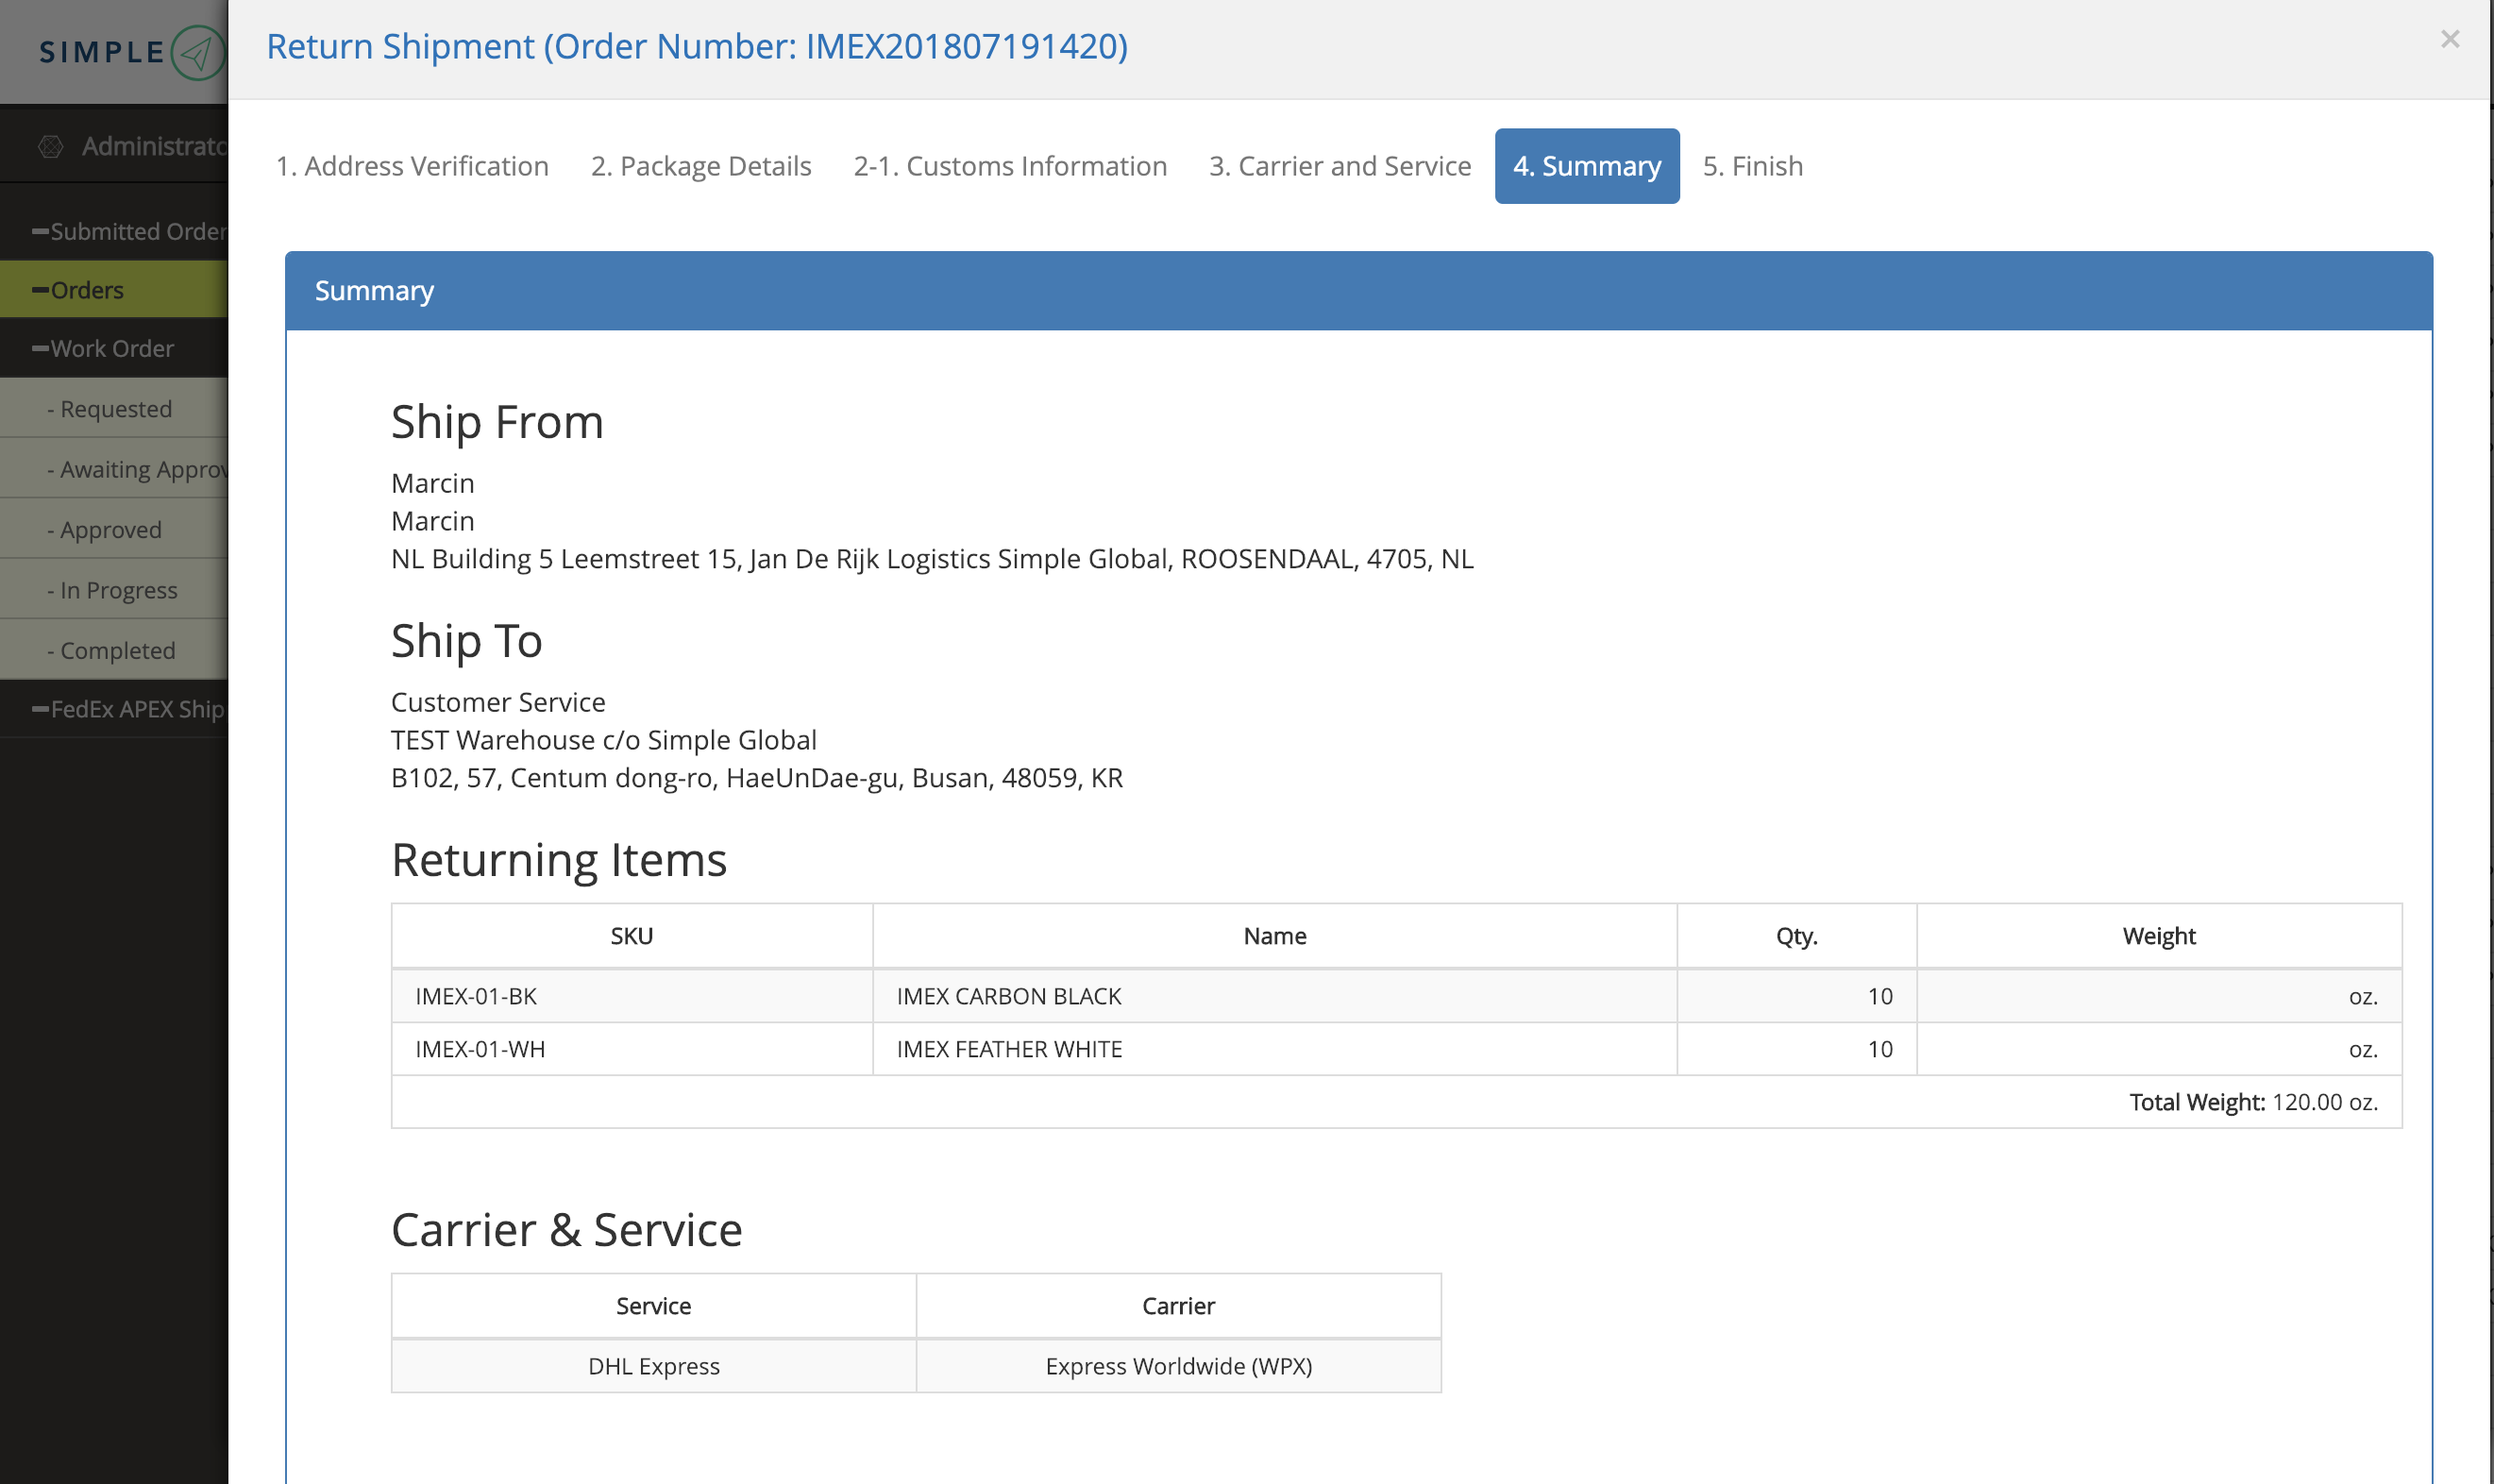 SIMPLE
Return Shipment (Order Number: IMEX201807191420)
×
Administrato
Submitted Order
Orders
Work Order
- Requested
- Awaiting Approv
- Approved
- In Progress
- Completed
FedEx APEX Ship
1. Address Verification 2. Package Details 2-1. Customs Information 3. Carrier and Service 4. Summary 5. Finish
Summary
Ship From
Marcin
Marcin
NL Building 5 Leemstreet 15, Jan De Rijk Logistics Simple Global, ROOSENDAAL, 4705, NL
Ship To
Customer Service
TEST Warehouse c/o Simple Global
B102, 57, Centum dong-ro, HaeUnDae-gu, Busan, 48059, KR
Returning Items
SKU Name Qty. Weight
IMEX-01-BK IMEX CARBON BLACK 10 oz.
IMEX-01-WH IMEX FEATHER WHITE 10 oz.
Total Weight: 120.00 oz.
Carrier & Service
Service Carrier
DHL Express Express Worldwide (WPX)